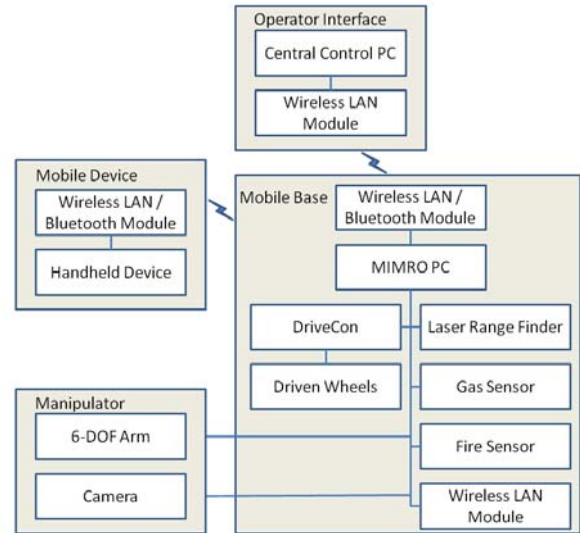 Operator Interface
Central Control PC
Wireless LAN
Module
Mobile Device
Wireless LAN /
Bluetooth Module
Handheld Device
Mobile Base
Wireless LAN /
Bluetooth Module
MIMRO PC
DriveCon
Laser Range Finder
Driven Wheels
Gas Sensor
Fire Sensor
Wireless LAN
Module
Manipulator
6-DOF Arm
Camera